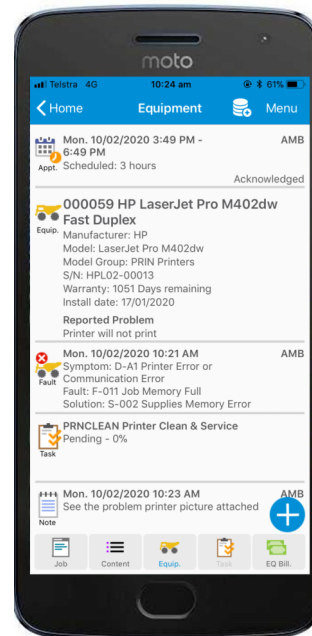 moto
Telstra 4G 10:24 am 61%
Home Equipment Menu
Mon. 10/02/2020 3:49 PM - AMB
6:49 PM
Appt. Scheduled: 3 hours
Acknowledged
000059 HP LaserJet Pro M402dw
Fast Duplex
Equip. Manufacturer: HP
Model: LaserJet Pro M402dw
Model Group: PRIN Printers
S/N: HPL02-00013
Warranty: 1051 Days remaining
Install date: 17/01/2020
Reported Problem
Printer will not print
Mon. 10/02/2020 10:21 AM AMB
Symptom: D-A1 Printer Error or
Fault Communication Error
Fault: F-011 Job Memory Full
Solution: S-002 Supplies Memory Error
PRNCLEAN Printer Clean & Service
Pending - 0%
Task
Mon. 10/02/2020 10:23 AM AMB
See the problem printer picture attached
Note
Job Content Equip. Task EQ Bill.